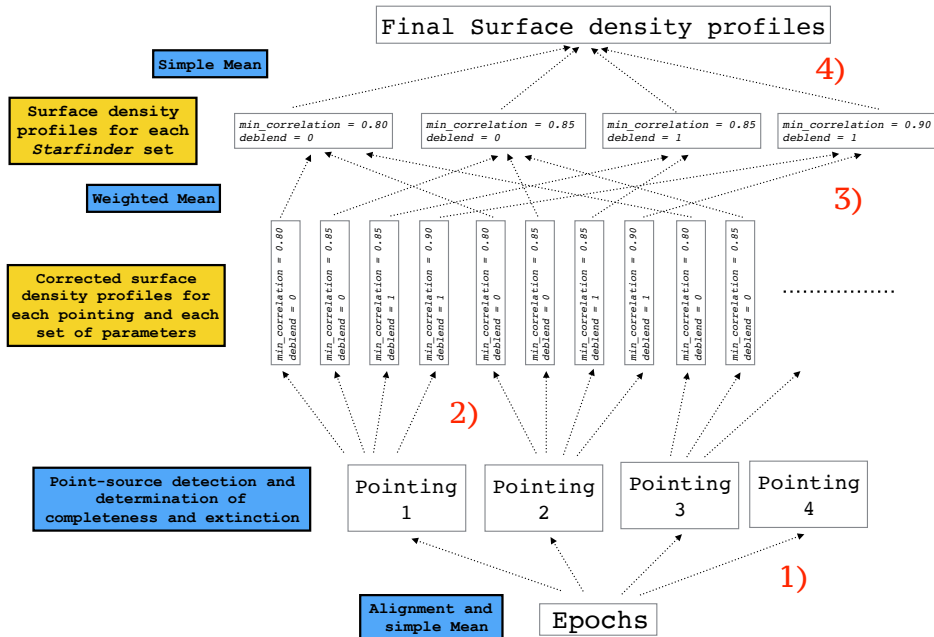 Final Surface density profiles
Simple Mean
4)
Surface density
profiles for each
Starfinder set
min_correlation = 0.80
deblend = 0
min_correlation = 0.85
deblend = 0
min_correlation = 0.85
deblend = 1
min_correlation = 0.90
deblend = 1
Weighted Mean
3)
Corrected surface
density profiles for
each pointing and each
set of parameters
min_correlation = 0.80
deblend = 0
min_correlation = 0.85
deblend = 0
min_correlation = 0.85
deblend = 1
min_correlation = 0.90
deblend = 1
min_correlation = 0.80
deblend = 0
min_correlation = 0.85
deblend = 0
min_correlation = 0.85
deblend = 1
min_correlation = 0.90
deblend = 1
min_correlation = 0.80
deblend = 0
min_correlation = 0.85
deblend = 0
.................
2)
Point-source detection and
determination of
completeness and extinction
Pointing
1
Pointing
2
Pointing
3
Pointing
4
1)
Alignment and
simple Mean
Epochs